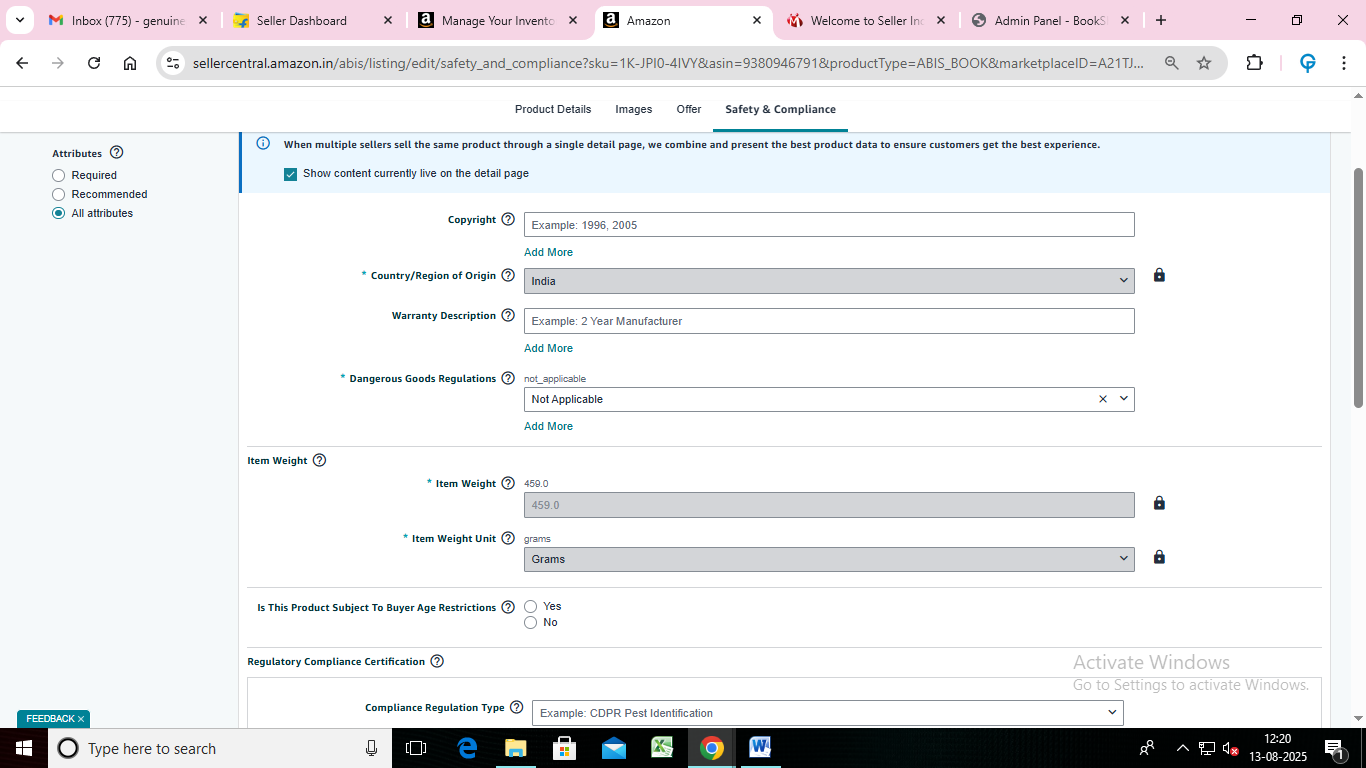 Inbox (775) - genuine
Seller Dashboard
Manage Your Invento
Amazon
Welcome to Seller In
Admin Panel - BookS
sellercentral.amazon.in/abis/listing/edit/safety_and_compliance?sku=1K-JPI0-4IVY&asin=9380946791&productType=ABIS_BOOK&marketplaceID=A21TJ...
Product Details Images Offer Safety & Compliance
Attributes
Required
Recommended
All attributes
When multiple sellers sell the same product through a single detail page, we combine and present the best product data to ensure customers get the best experience.
Show content currently live on the detail page
Copyright
Example: 1996, 2005
Add More
* Country/Region of Origin
India
Warranty Description
Example: 2 Year Manufacturer
Add More
* Dangerous Goods Regulations
not_applicable
Not Applicable
Add More
Item Weight
* Item Weight
459.0
459.0
* Item Weight Unit
grams
Grams
Is This Product Subject To Buyer Age Restrictions
Yes
No
Regulatory Compliance Certification
Compliance Regulation Type
Example: CDPR Pest Identification
Activate Windows
Go to Settings to activate Windows.
FEEDBACK
Type here to search
12:20
13-08-2025
1